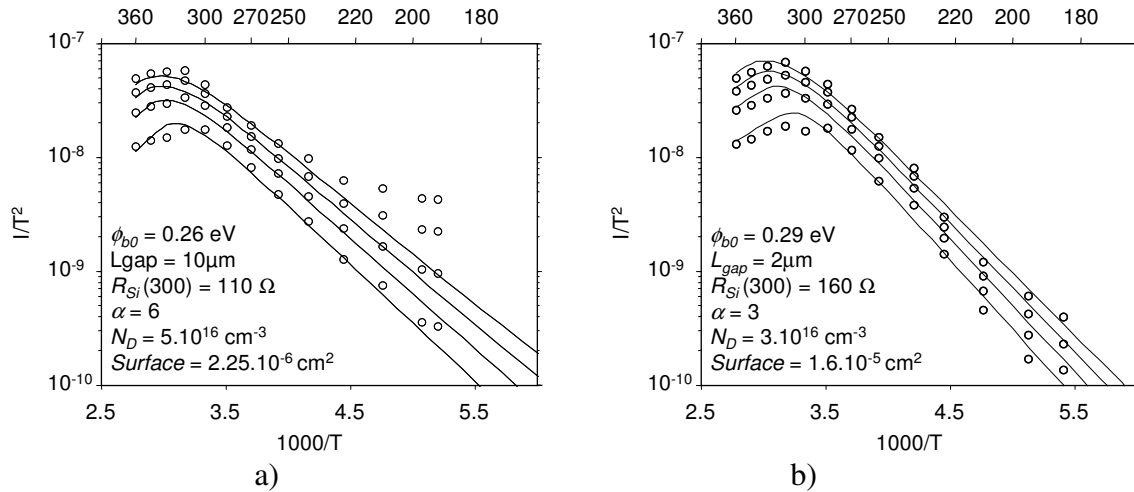 360 300 270 250 220 200 180
10-7
10-8
10-9
10-10
I/T2
ϕb0 = 0.26 eV
Lgap = 10µm
RSi(300) = 110 Ω
α = 6
ND = 5.1016 cm-3
Surface = 2.25.10-6 cm2
2.5 3.5 4.5 5.5
1000/T
a)
360 300 270 250 220 200 180
10-7
10-8
10-9
10-10
I/T2
ϕb0 = 0.29 eV
Lgap = 2µm
RSi(300) = 160 Ω
α = 3
ND = 3.1016 cm-3
Surface = 1.6.10-5 cm2
2.5 3.5 4.5 5.5
1000/T
b)